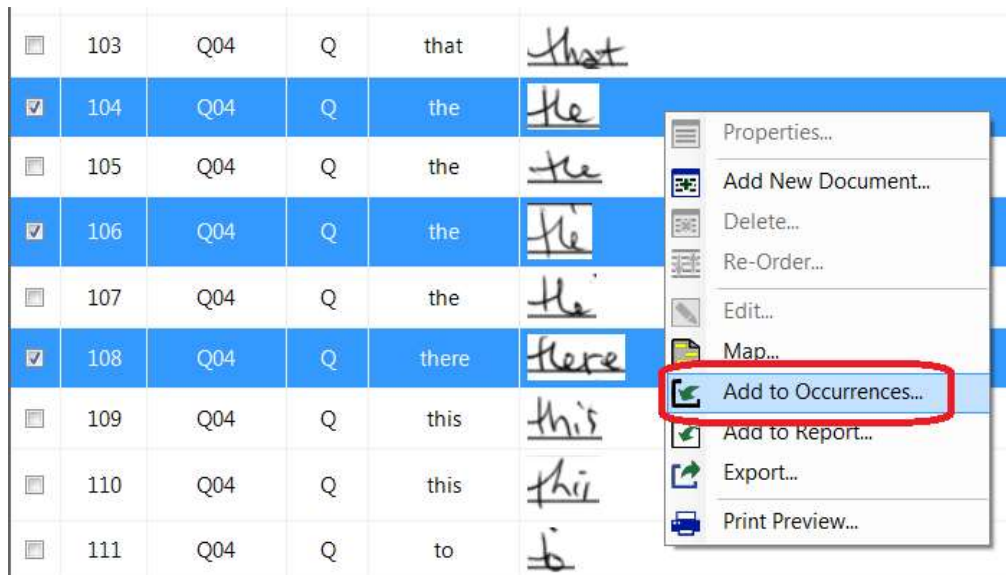 103 Q04 Q that that
104 Q04 Q the the
Properties...
105 Q04 Q the the
Add New Document...
106 Q04 Q the the
Delete...
Re-Order...
107 Q04 Q the the
Edit...
108 Q04 Q there there
Map...
Add to Occurrences...
109 Q04 Q this this
Add to Report...
110 Q04 Q this this
Export...
111 Q04 Q to to
Print Preview...